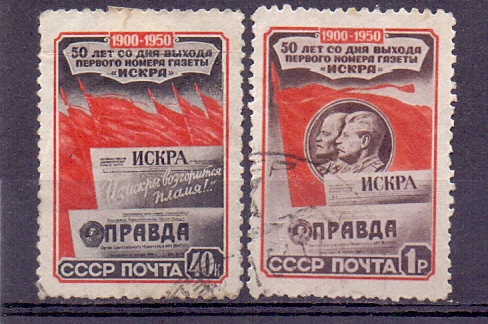 1900-1950
50 ЛЕТ СО ДНЯ ВЫХОДА
ПЕРВОГО НОМЕРА ГАЗЕТЫ
«ИСКРА»
ИСКРА
Из искры возгорится
пламя!..
ПРАВДА
СССР ПОЧТА 40к
1900-1950
50 ЛЕТ СО ДНЯ ВЫХОДА
ПЕРВОГО НОМЕРА ГАЗЕТЫ
«ИСКРА»
ИСКРА
ПРАВДА
СССР ПОЧТА 1Р